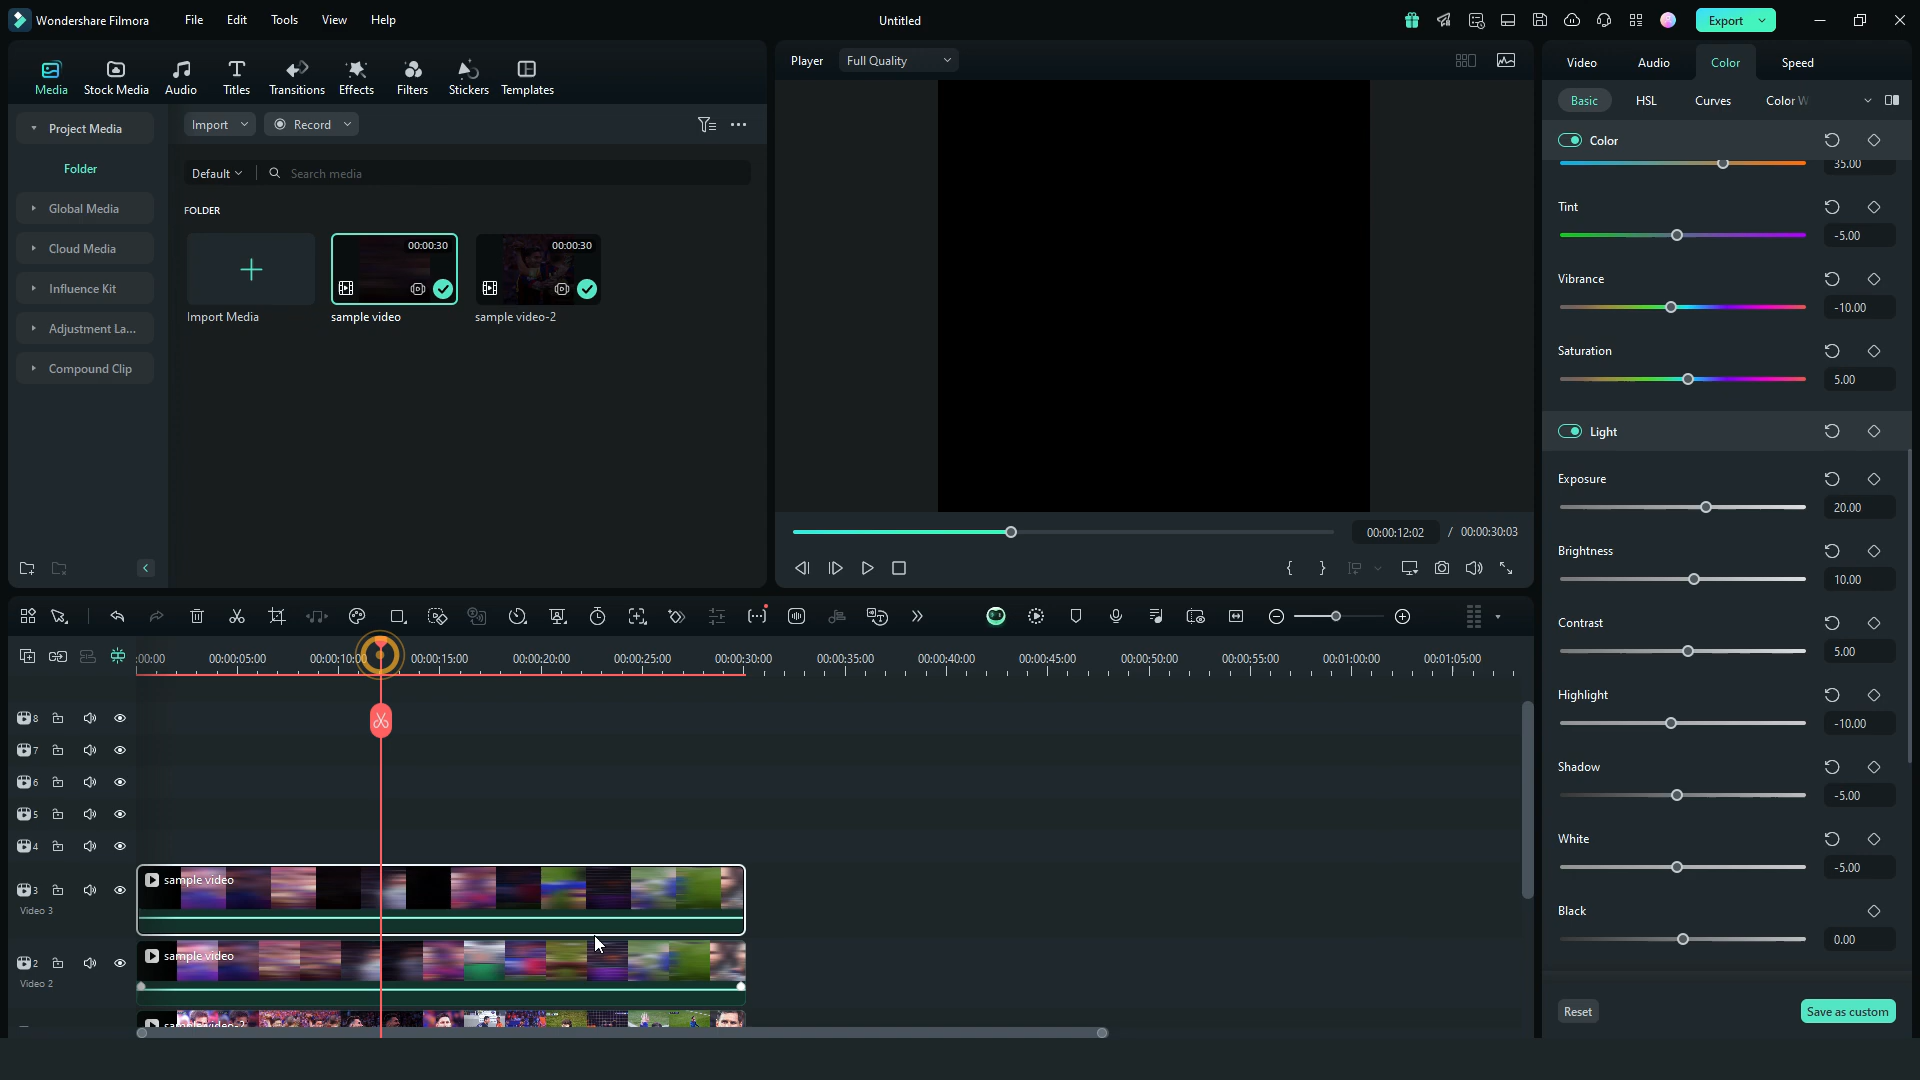 Wondershare Filmora File Edit Tools View Help Untitled Export
Media Stock Media Audio Titles Transitions Effects Filters Stickers Templates
Player Full Quality
Video Audio Color Speed
Basic HSL Curves Color W
Project Media
Folder
Global Media
Cloud Media
Influence Kit
Adjustment La...
Compound Clip
Import Record
Default Search media
FOLDER
00:00:30 00:00:30
Import Media sample video sample video-2
00:00:12:02 / 00:00:30:03
Color
35.00
Tint
-5.00
Vibrance
-10.00
Saturation
5.00
Light
Exposure
20.00
Brightness
10.00
Contrast
5.00
Highlight
-10.00
Shadow
-5.00
White
-5.00
Black
0.00
Reset Save as custom
:00:00 00:00:05:00 00:00:10:0 00:00:15:00 00:00:20:00 00:00:25:00 00:00:30:00 00:00:35:00 00:00:40:00 00:00:45:00 00:00:50:00 00:00:55:00 00:01:00:00 00:01:05:00
8
7
6
5
4
3 sample video
Video 3
2 sample video
Video 2
sample video-2